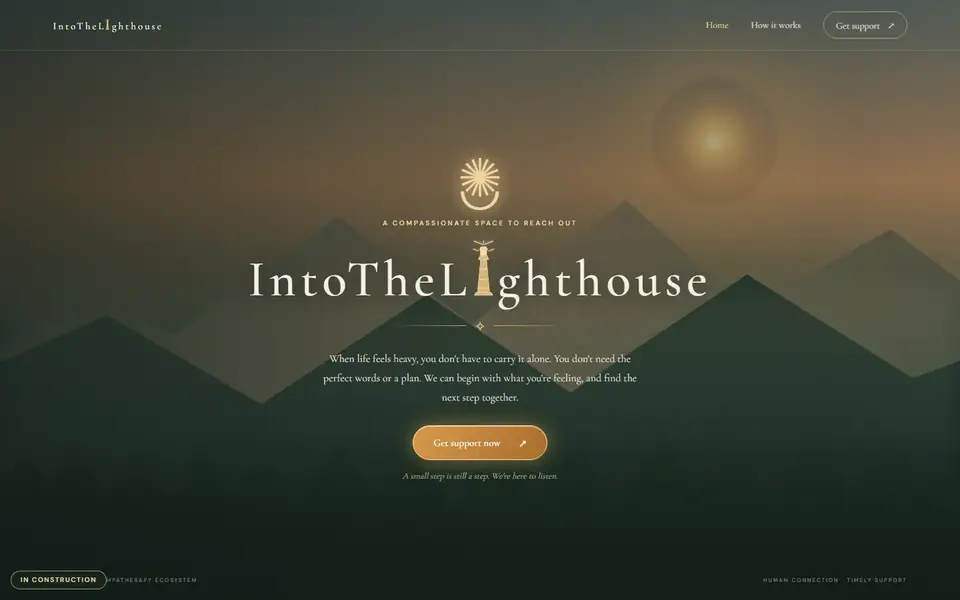 IntoTheLighthouse
Home
How it works
Get support ↗
A COMPASSIONATE SPACE TO REACH OUT
IntoTheLighthouse
When life feels heavy, you don't have to carry it alone. You don't need the
perfect words or a plan. We can begin with what you're feeling, and find the
next step together.
Get support now ↗
A small step is still a step. We're here to listen.
IN CONSTRUCTION
ECOSYSTEM
HUMAN CONNECTION · TIMELY SUPPORT